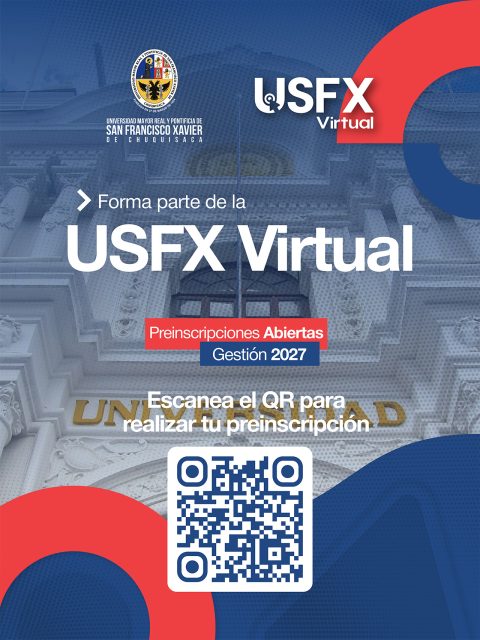 UNIVERSIDAD MAYOR REAL Y PONTIFICIA DE
SAN FRANCISCO XAVIER
DE CHUQUISACA
USFX
Virtual
Forma parte de la
USFX Virtual
Preinscripciones Abiertas
Gestión 2027
UNIVERSIDAD
Escanea el QR para
realizar tu preinscripción